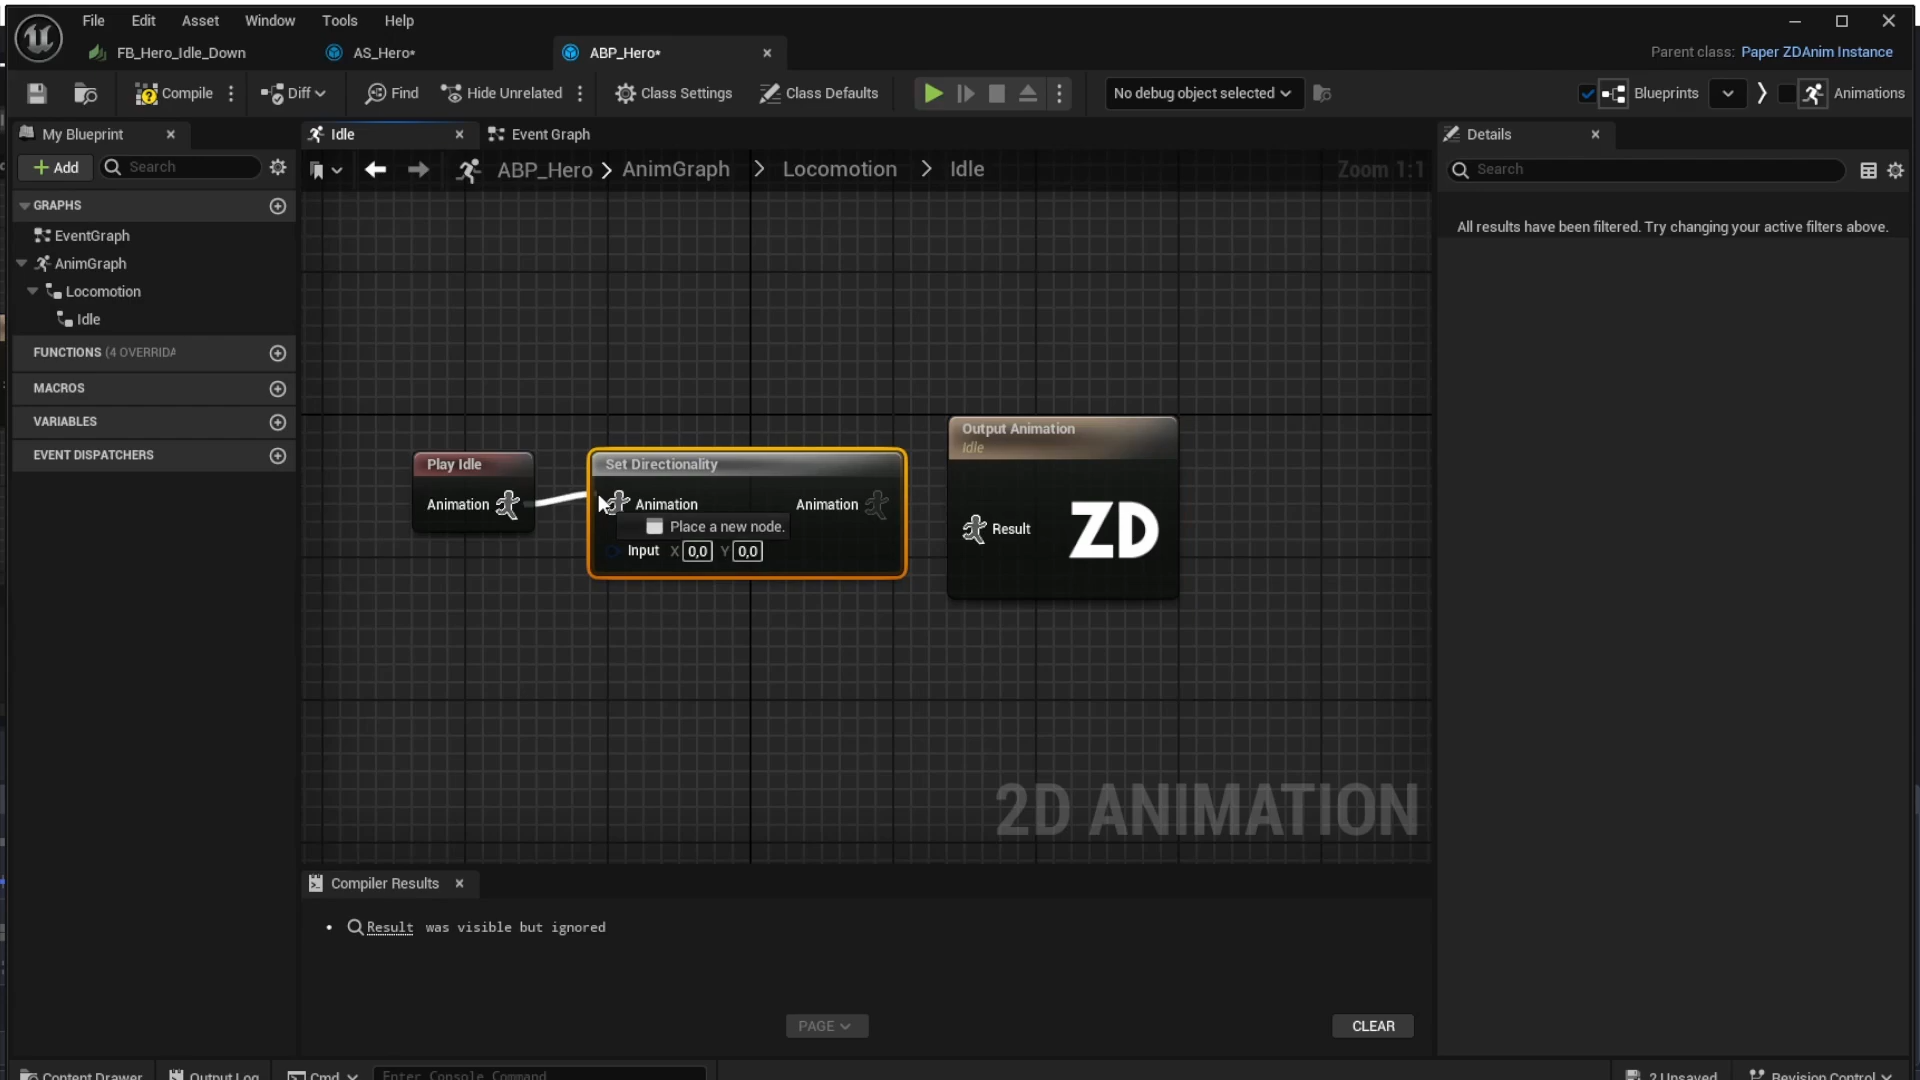 File Edit Asset Window Tools Help
FB_Hero_Idle_Down AS_Hero* ABP_Hero* Parent class: Paper ZDAnim Instance
Compile Diff Find Hide Unrelated Class Settings Class Defaults No debug object selected Blueprints Animations
My Blueprint Idle Event Graph Details
Add Search ABP_Hero > AnimGraph > Locomotion > Idle Zoom 1:1 Search
GRAPHS
EventGraph
AnimGraph
Locomotion
Idle
FUNCTIONS (4 OVERRIDA
MACROS
VARIABLES
EVENT DISPATCHERS
All results have been filtered. Try changing your active filters above.
Play Idle
Animation
Set Directionality
Animation Animation
Place a new node.
Input X 0,0 Y 0,0
Output Animation
Idle
Result ZD
2D ANIMATION
Compiler Results
• Result was visible but ignored
PAGE CLEAR
Content Drawer Output Log Cmd Enter Console Command 2 Unsaved Revision Control